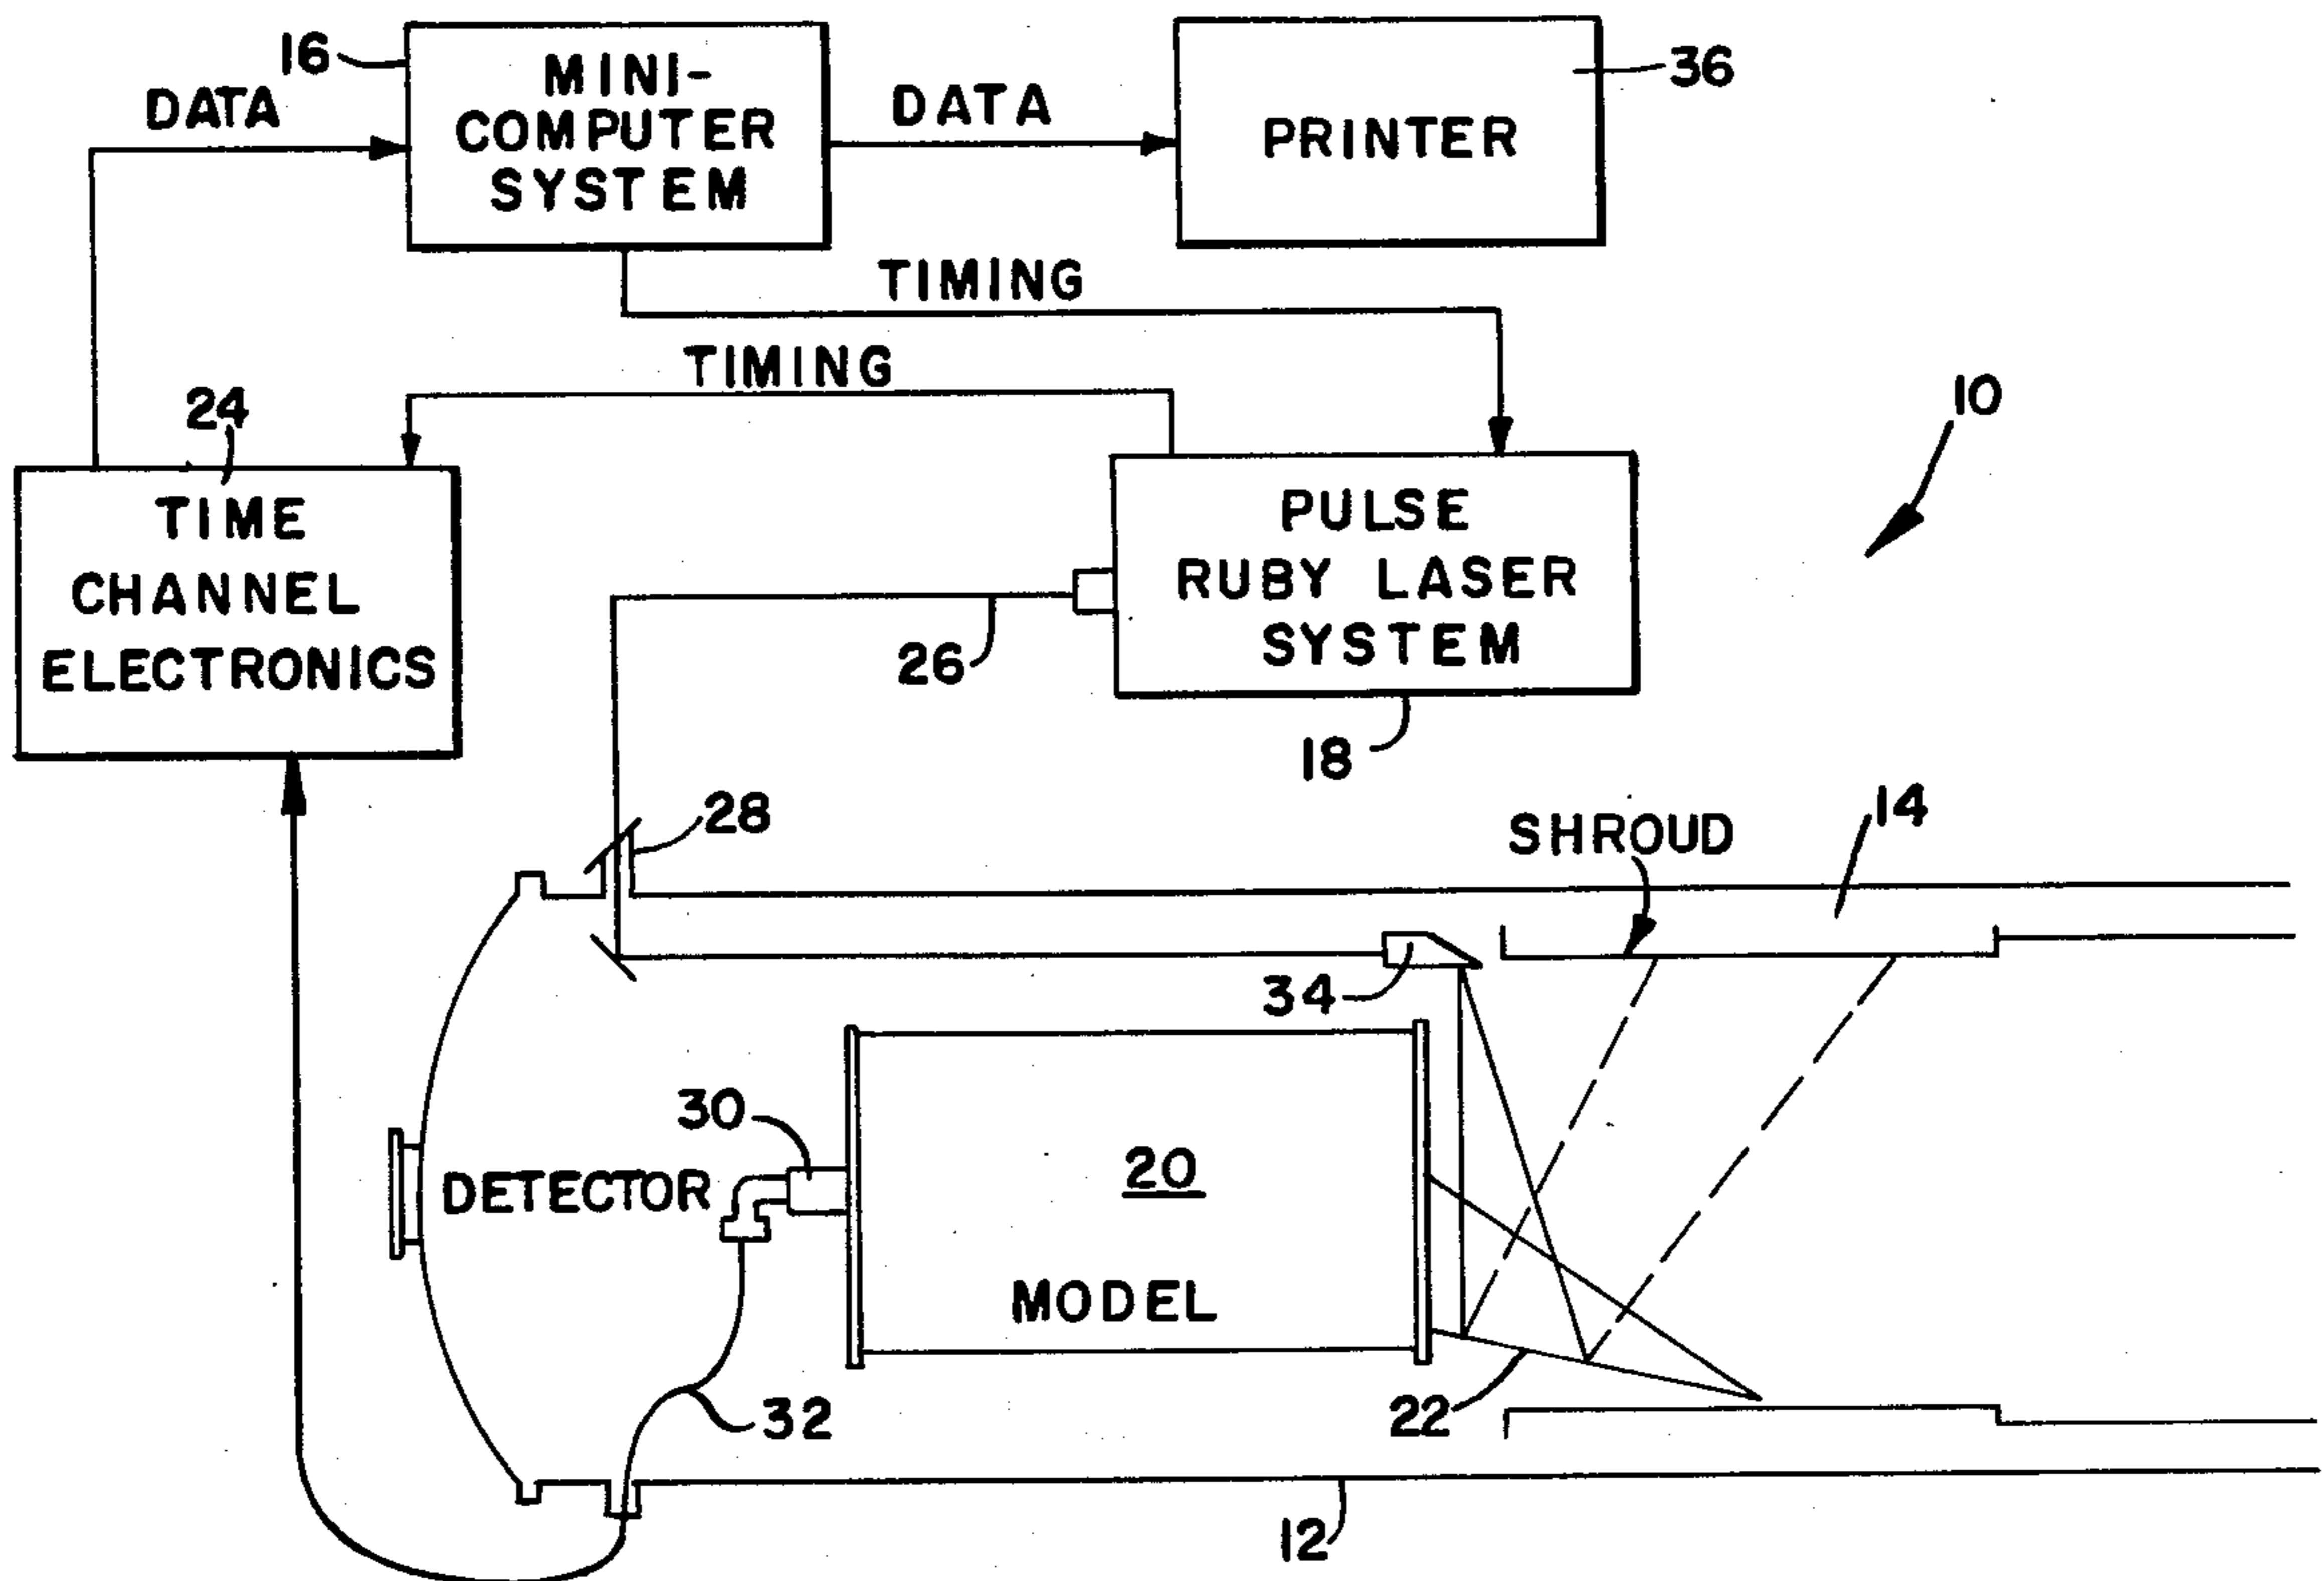 16
DATA
MINI-
COMPUTER
SYSTEM
DATA
PRINTER
36
TIMING
TIMING
24
10
TIME
CHANNEL
ELECTRONICS
PULSE
RUBY LASER
SYSTEM
26
18
28
SHROUD
14
34
30
DETECTOR
20
MODEL
32
22
12